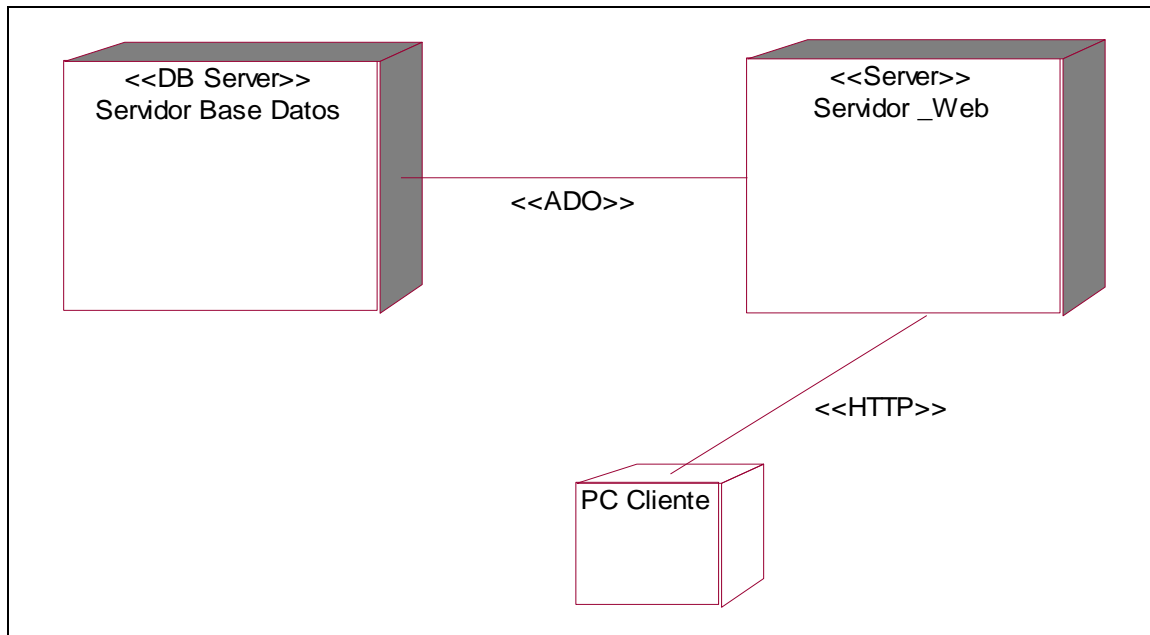 <<DB Server>>
Servidor Base Datos
<<Server>>
Servidor _Web
<<ADO>>
<<HTTP>>
PC Cliente